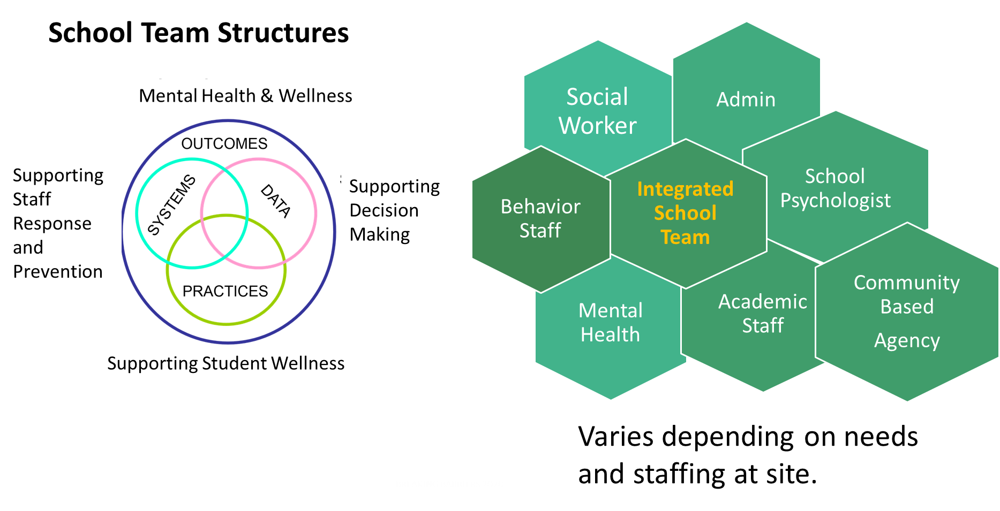 School Team Structures
Mental Health & Wellness
OUTCOMES
SYSTEMS
DATA
PRACTICES
Supporting
Staff
Response
and
Prevention
Supporting
Decision
Making
Supporting Student Wellness
Social
Worker
Admin
School
Psychologist
Behavior
Staff
Integrated
School
Team
Mental
Health
Academic
Staff
Community
Based
Agency
Varies depending on needs
and staffing at site.